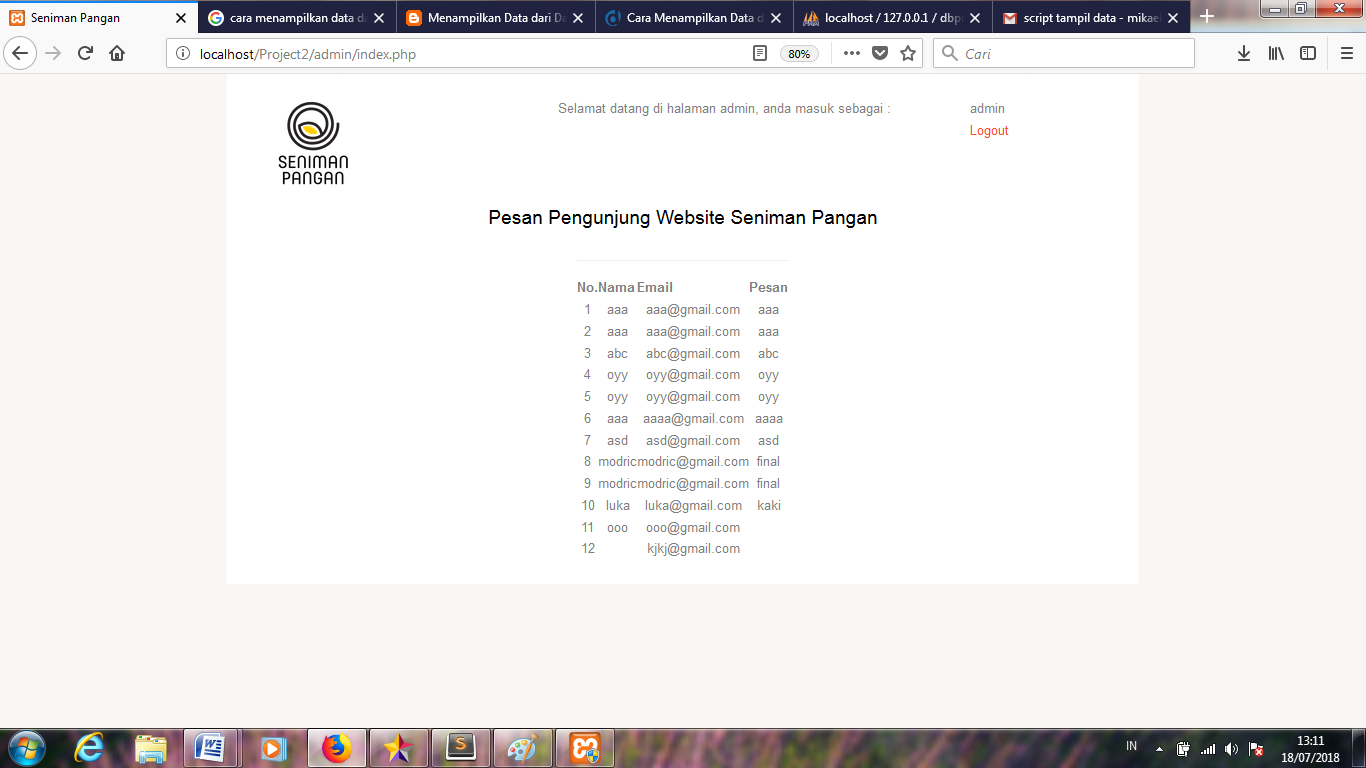 Seniman Pangan
cara menampilkan data da
Menampilkan Data dari Da
Cara Menampilkan Data d
localhost / 127.0.0.1 / dbpr
script tampil data - mikael
localhost/Project2/admin/index.php
80%
Cari
SENIMAN
PANGAN
Selamat datang di halaman admin, anda masuk sebagai : admin
Logout
Pesan Pengunjung Website Seniman Pangan
No. Nama Email Pesan
1 aaa aaa@gmail.com aaa
2 aaa aaa@gmail.com aaa
3 abc abc@gmail.com abc
4 oyy oyy@gmail.com oyy
5 oyy oyy@gmail.com oyy
6 aaa aaaa@gmail.com aaaa
7 asd asd@gmail.com asd
8 modric modric@gmail.com final
9 modric modric@gmail.com final
10 luka luka@gmail.com kaki
11 ooo ooo@gmail.com
12 kjkj@gmail.com
IN
13:11
18/07/2018